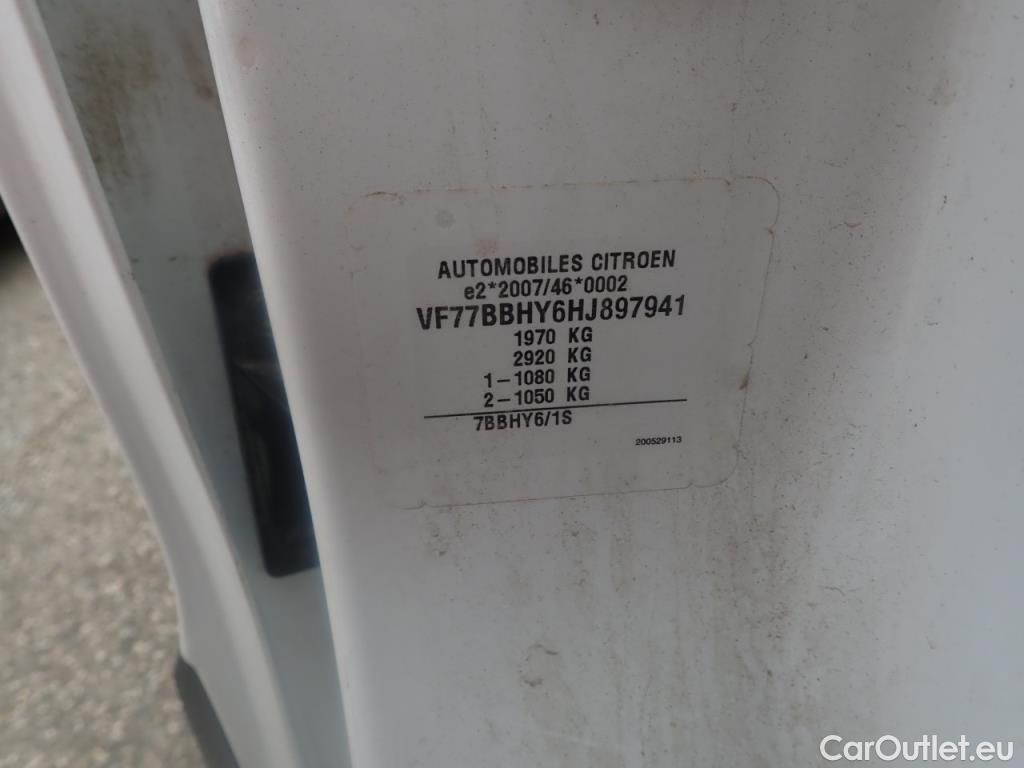 AUTOMOBILES CITROEN
e2*2007/46*0002
VF77BBHY6HJ897941
1970 KG
2920 KG
1-1080 KG
2-1050 KG
7BBHY6/1S
200529113
CarOutlet.eu